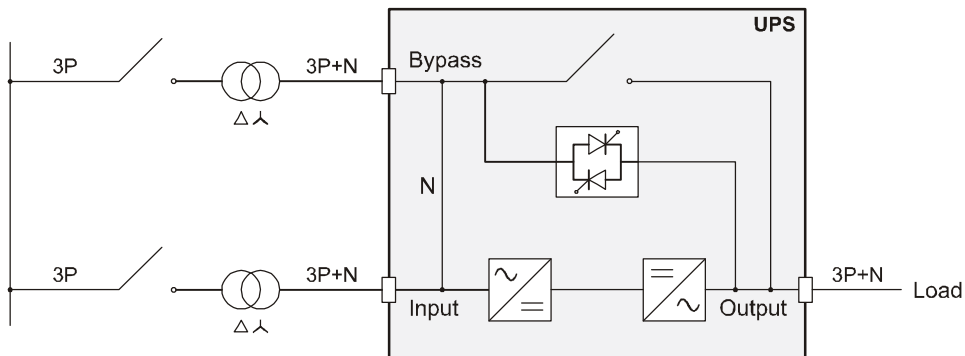 UPS
3P
3P+N
Bypass
N
3P
3P+N
Input
Output
3P+N
Load